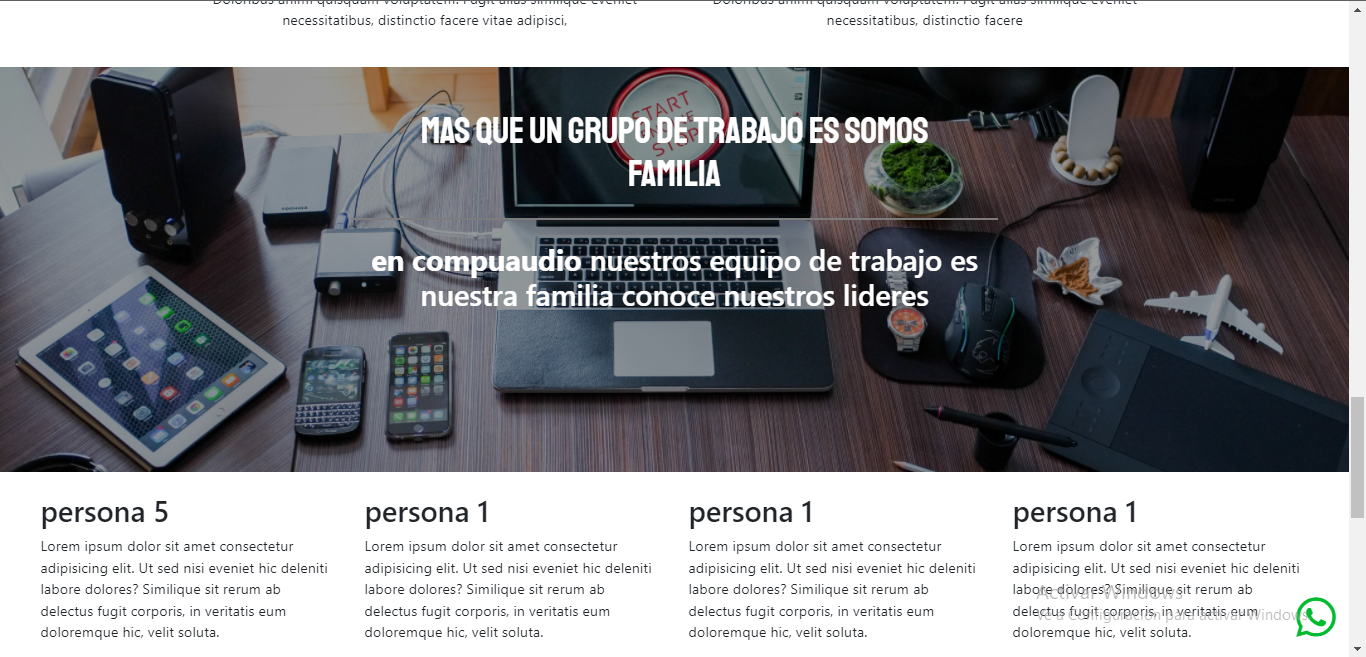 necessitatibus, distinctio facere vitae adipisci,
necessitatibus, distinctio facere
START
STOP
MAS QUE UN GRUPO DE TRABAJO ES SOMOS
FAMILIA
TOSHIBA
en compuaudio nuestros equipo de trabajo es
nuestra familia conoce nuestros lideres
persona 5
Lorem ipsum dolor sit amet consectetur
adipisicing elit. Ut sed nisi eveniet hic deleniti
labore dolores? Similique sit rerum ab
delectus fugit corporis, in veritatis eum
doloremque hic, velit soluta.
persona 1
Lorem ipsum dolor sit amet consectetur
adipisicing elit. Ut sed nisi eveniet hic deleniti
labore dolores? Similique sit rerum ab
delectus fugit corporis, in veritatis eum
doloremque hic, velit soluta.
persona 1
Lorem ipsum dolor sit amet consectetur
adipisicing elit. Ut sed nisi eveniet hic deleniti
labore dolores? Similique sit rerum ab
delectus fugit corporis, in veritatis eum
doloremque hic, velit soluta.
persona 1
Lorem ipsum dolor sit amet consectetur
adipisicing elit. Ut sed nisi eveniet hic deleniti
labore dolores? Similique sit rerum ab
delectus fugit corporis, in veritatis eum
doloremque hic, velit soluta.
Activar Windows
Ve a Configuración para activar Windows.